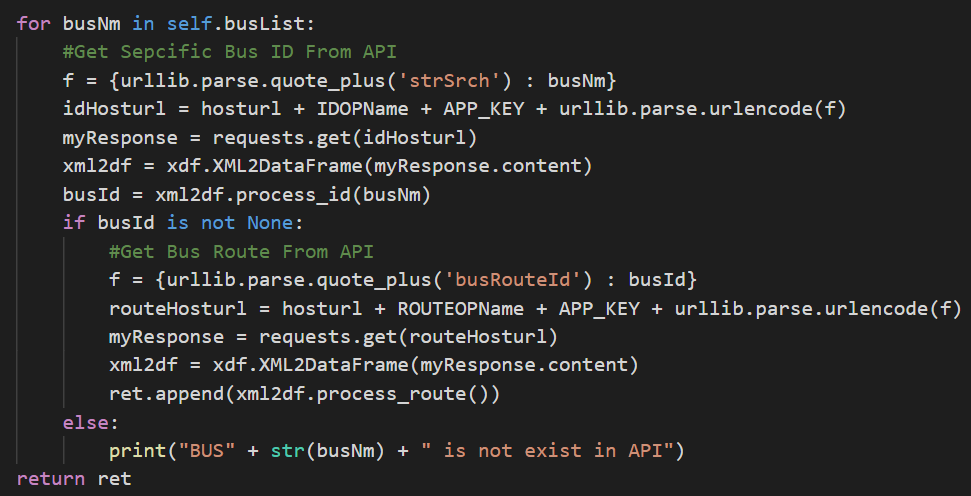 for busNm in self.busList:
    #Get Sepcific Bus ID From API
    f = {urllib.parse.quote_plus('strSrch') : busNm}
    idHosturl = hosturl + IDOPName + APP_KEY + urllib.parse.urlencode(f)
    myResponse = requests.get(idHosturl)
    xml2df = xdf.XML2DataFrame(myResponse.content)
    busId = xml2df.process_id(busNm)
    if busId is not None:
        #Get Bus Route From API
        f = {urllib.parse.quote_plus('busRouteId') : busId}
        routeHosturl = hosturl + ROUTEOPName + APP_KEY + urllib.parse.urlencode(f)
        myResponse = requests.get(routeHosturl)
        xml2df = xdf.XML2DataFrame(myResponse.content)
        ret.append(xml2df.process_route())
    else:
        print("BUS" + str(busNm) + " is not exist in API")
return ret